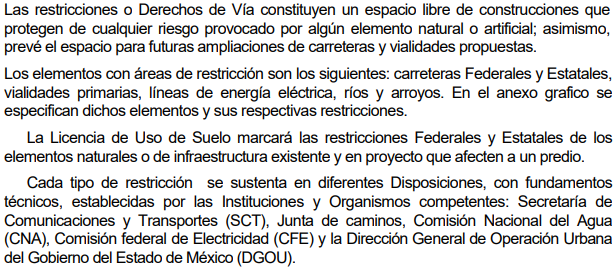 Las restricciones o Derechos de Vía constituyen un espacio libre de construcciones que
protegen de cualquier riesgo provocado por algún elemento natural o artificial; asimismo,
prevé el espacio para futuras ampliaciones de carreteras y vialidades propuestas.
Los elementos con áreas de restricción son los siguientes: carreteras Federales y Estatales,
vialidades primarias, líneas de energía eléctrica, ríos y arroyos. En el anexo grafico se
especifican dichos elementos y sus respectivas restricciones.
La Licencia de Uso de Suelo marcará las restricciones Federales y Estatales de los
elementos naturales o de infraestructura existente y en proyecto que afecten a un predio.
Cada tipo de restricción se sustenta en diferentes Disposiciones, con fundamentos
técnicos, establecidas por las Instituciones y Organismos competentes: Secretaría de
Comunicaciones y Transportes (SCT), Junta de caminos, Comisión Nacional del Agua
(CNA), Comisión federal de Electricidad (CFE) y la Dirección General de Operación Urbana
del Gobierno del Estado de México (DGOU).